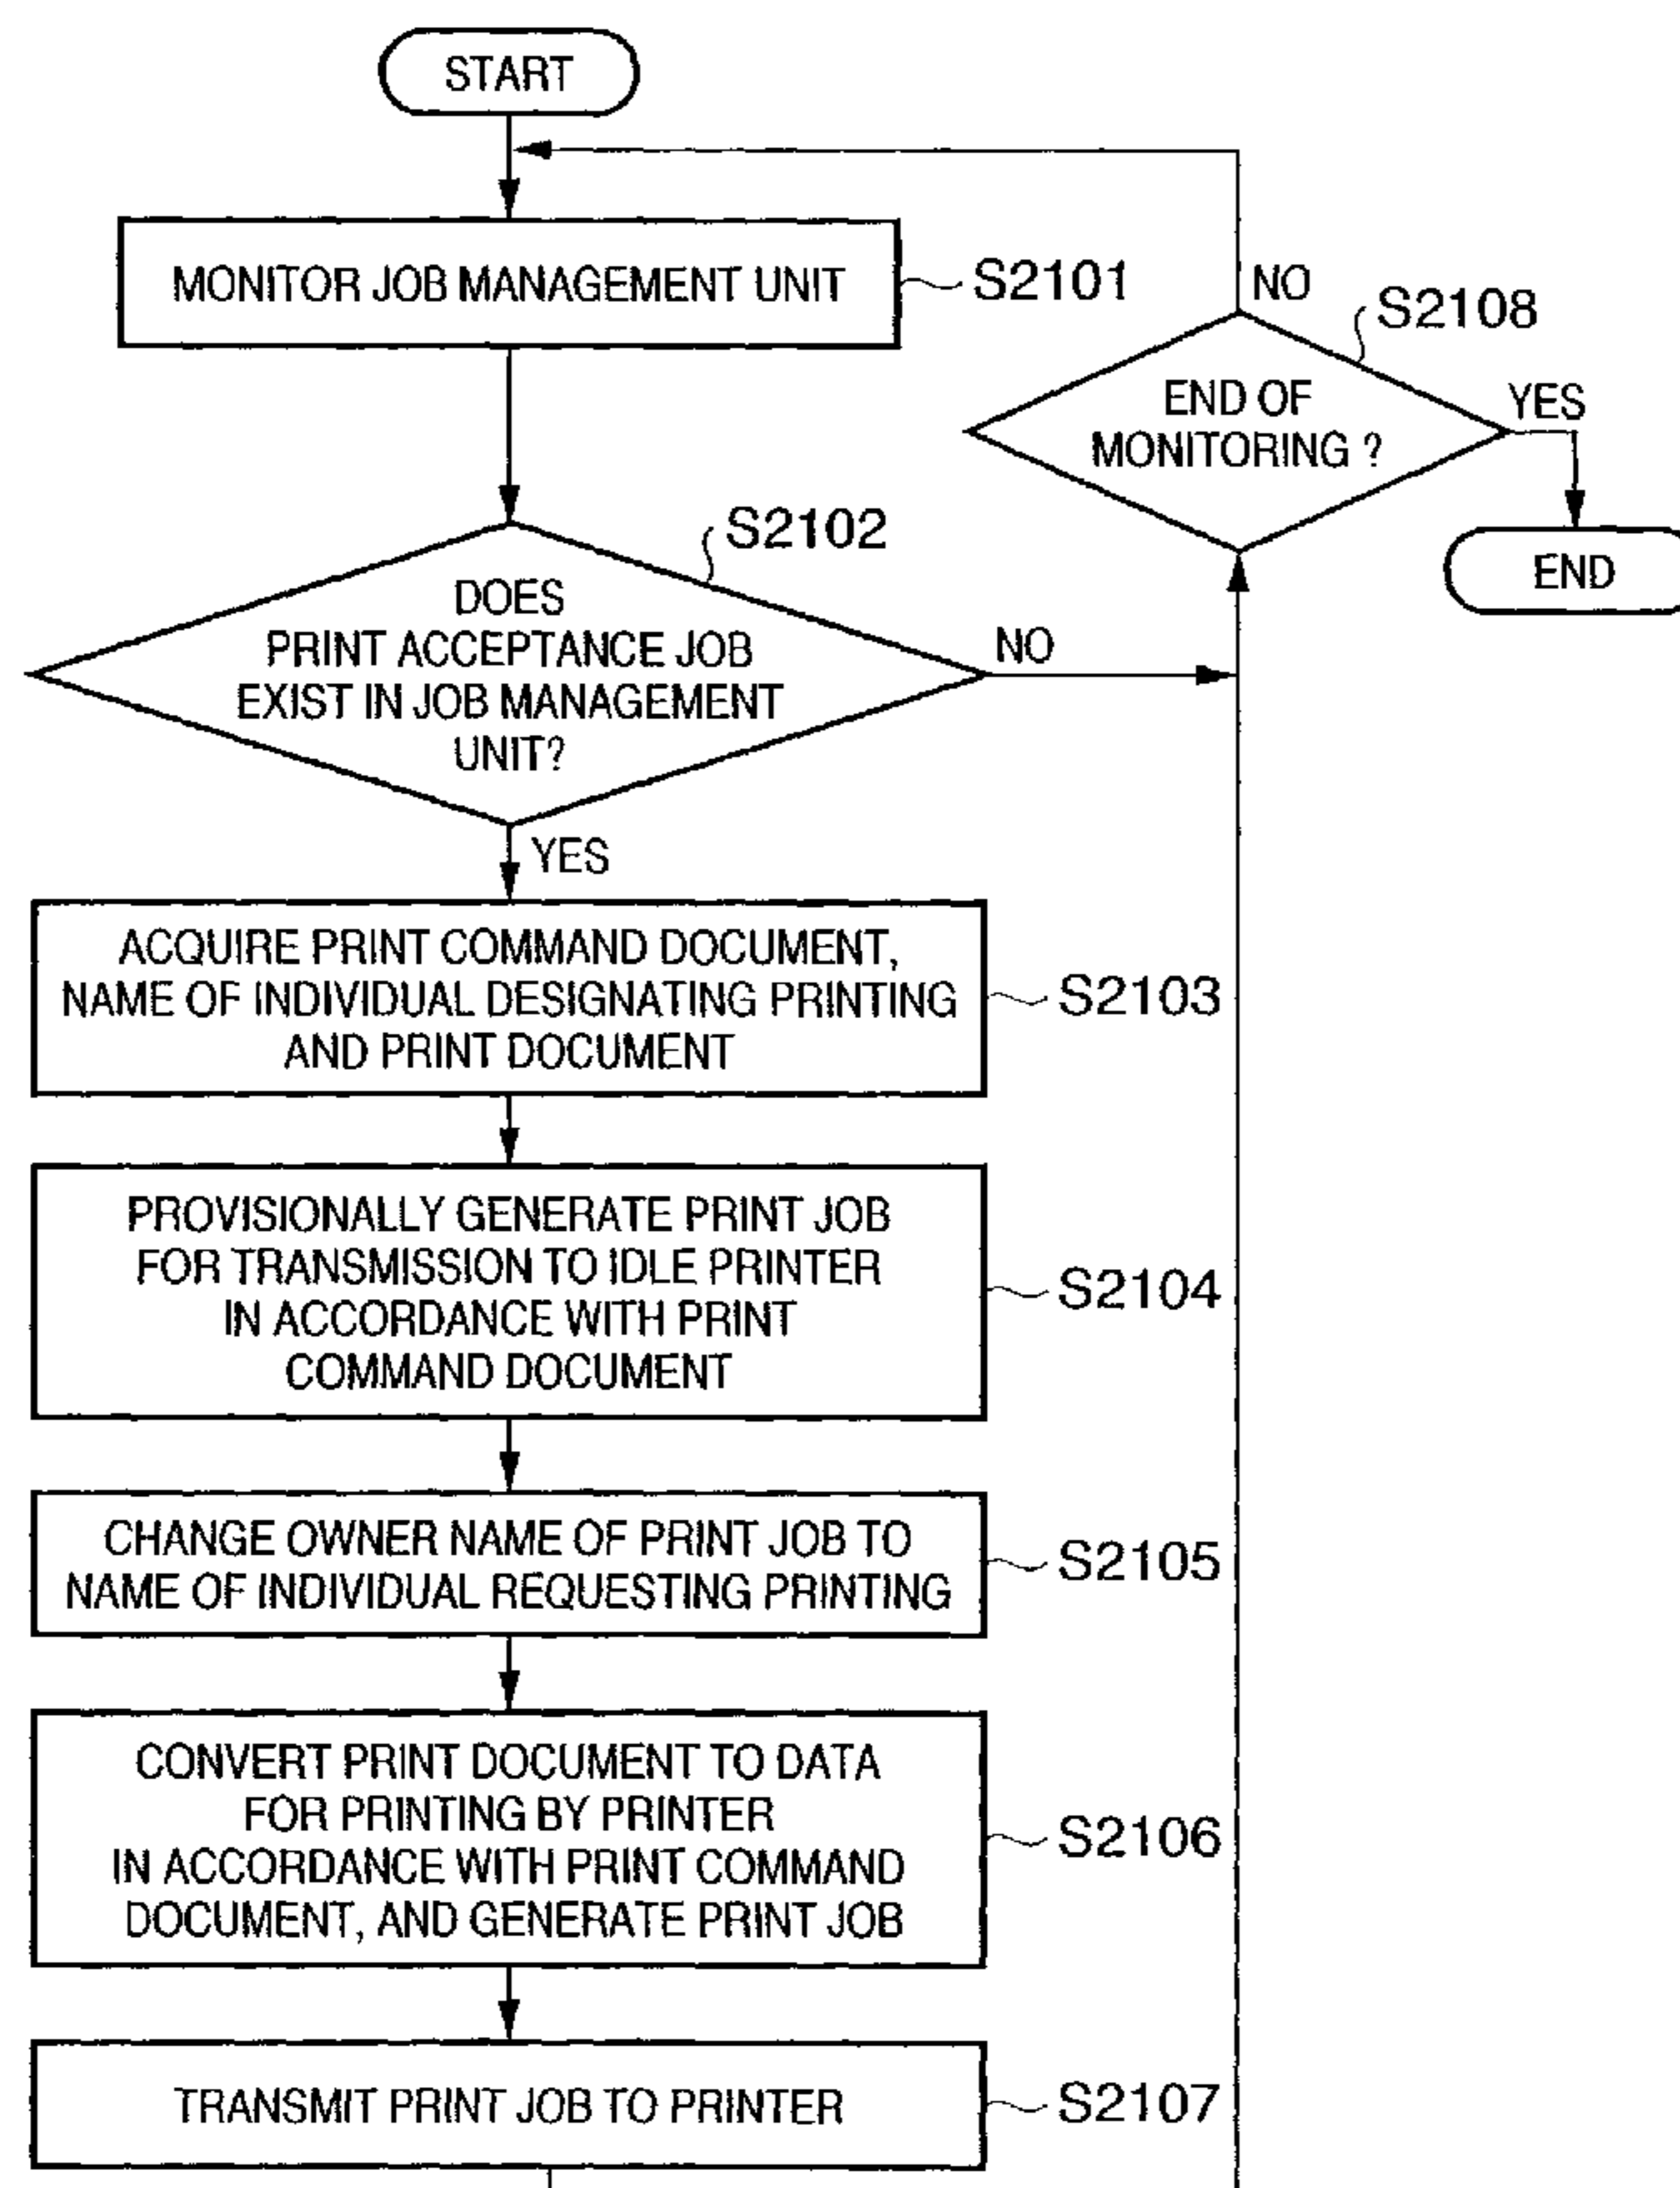 START
MONITOR JOB MANAGEMENT UNIT
S2101
NO
S2108
END OF
MONITORING ?
YES
END
S2102
DOES
PRINT ACCEPTANCE JOB
EXIST IN JOB MANAGEMENT
UNIT?
NO
YES
ACQUIRE PRINT COMMAND DOCUMENT,
NAME OF INDIVIDUAL DESIGNATING PRINTING
AND PRINT DOCUMENT
S2103
PROVISIONALLY GENERATE PRINT JOB
FOR TRANSMISSION TO IDLE PRINTER
IN ACCORDANCE WITH PRINT
COMMAND DOCUMENT
S2104
CHANGE OWNER NAME OF PRINT JOB TO
NAME OF INDIVIDUAL REQUESTING PRINTING
S2105
CONVERT PRINT DOCUMENT TO DATA
FOR PRINTING BY PRINTER
IN ACCORDANCE WITH PRINT COMMAND
DOCUMENT, AND GENERATE PRINT JOB
S2106
TRANSMIT PRINT JOB TO PRINTER
S2107